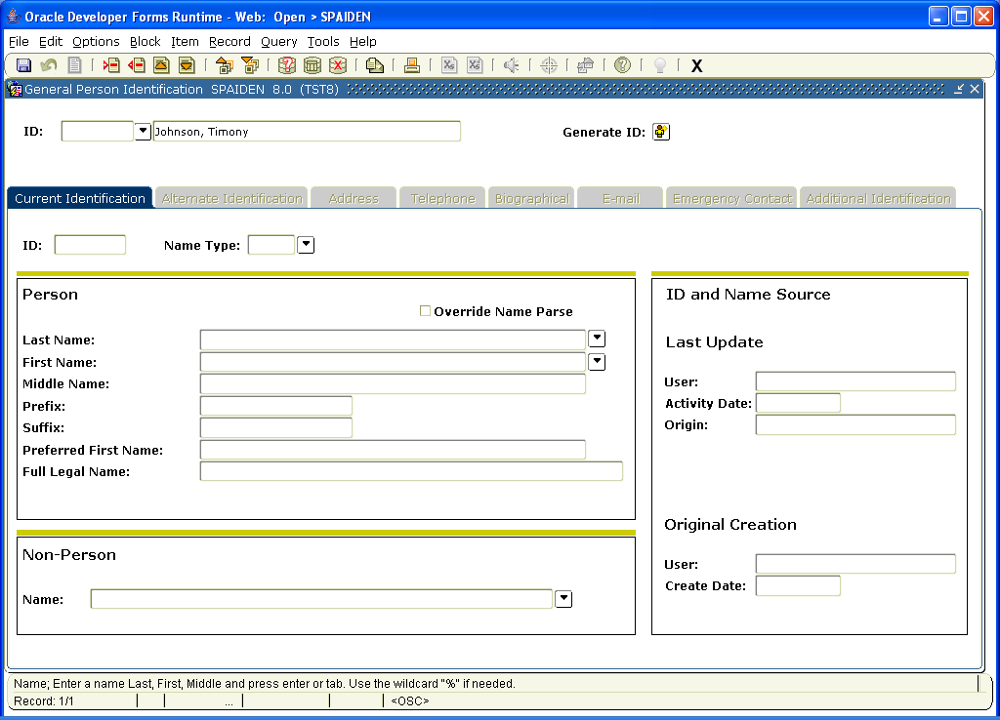 Oracle Developer Forms Runtime - Web: Open > SPAIDEN
File Edit Options Block Item Record Query Tools Help
General Person Identification SPAIDEN 8.0 (TST8)
ID: Johnson, Timony Generate ID:
Current Identification Alternate Identification Address Telephone Biographical E-mail Emergency Contact Additional Identification
ID: Name Type:
Person
Override Name Parse
Last Name:
First Name:
Middle Name:
Prefix:
Suffix:
Preferred First Name:
Full Legal Name:
Non-Person
Name:
ID and Name Source
Last Update
User:
Activity Date:
Origin:
Original Creation
User:
Create Date:
Name; Enter a name Last, First, Middle and press enter or tab. Use the wildcard "%" if needed.
Record: 1/1 ... <OSC>